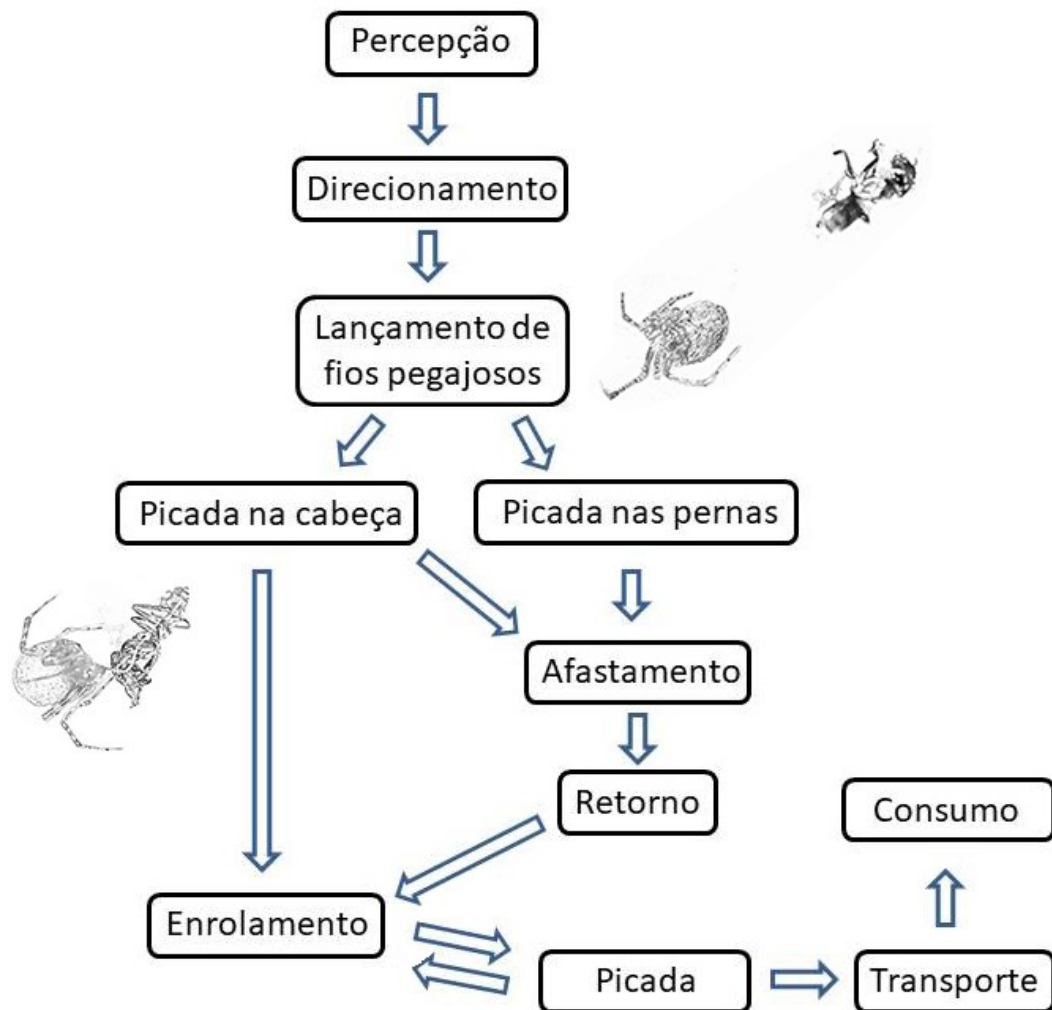 Percepção
Direcionamento
Lançamento de
fios pegajosos
Picada na cabeça
Picada nas pernas
Afastamento
Retorno
Consumo
Enrolamento
Picada
Transporte